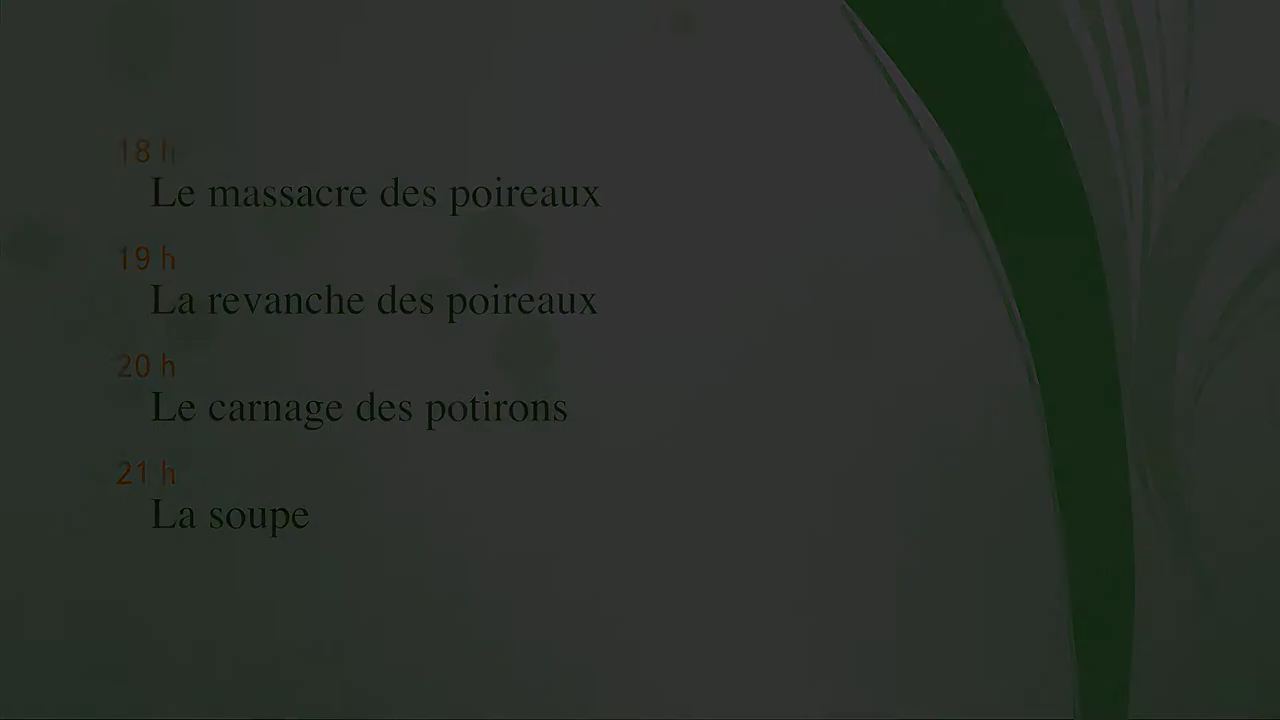 18 h
Le massacre des poireaux
19 h
La revanche des poireaux
20 h
Le carnage des potirons
21 h
La soupe